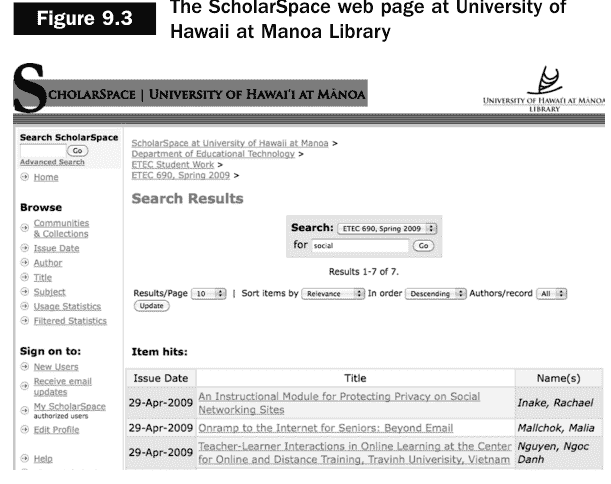 Figure 9.3
The ScholarSpace web page at University of
Hawaii at Manoa Library
SCHOLARSPACE | UNIVERSITY OF HAWAI'I AT MĀNOA
UNIVERSITY OF HAWAI'I AT MĀNOA
LIBRARY
Search ScholarSpace
Go
Advanced Search
Home
Browse
Communities
& Collections
Issue Date
Author
Title
Subject
Usage Statistics
Filtered Statistics
Sign on to:
New Users
Receive email
updates
My ScholarSpace
authorized users
Edit Profile
Help
ScholarSpace at University of Hawaii at Manoa >
Department of Educational Technology >
ETEC Student Work >
ETEC 690, Spring 2009 >
Search Results
Search: ETEC 690, Spring 2009
for social Go
Results 1-7 of 7.
Results/Page 10 | Sort items by Relevance In order Descending Authors/record All
Update
Item hits:
Issue Date Title Name(s)
29-Apr-2009 An Instructional Module for Protecting Privacy on Social
Networking Sites Inake, Rachael
29-Apr-2009 Onramp to the Internet for Seniors: Beyond Email Mallchok, Malia
29-Apr-2009 Teacher-Learner Interactions in Online Learning at the Center
for Online and Distance Training, Travinh Univerisity, Vietnam Nguyen, Ngoc
Danh